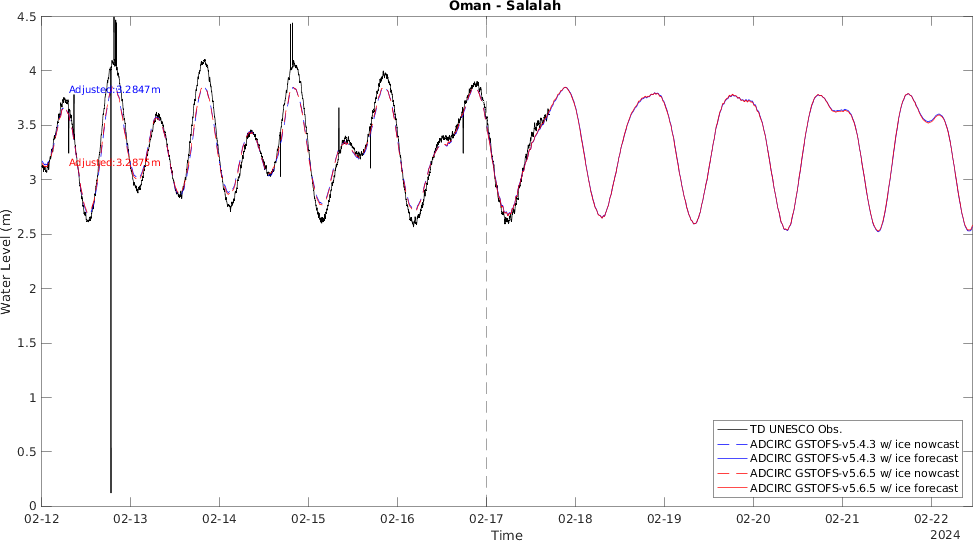 Oman - Salalah
4.5
4
3.5
3
2.5
2
1.5
1
0.5
0
Water Level (m)
Adjusted:3.2847m
Adjusted:3.2875m
02-12
02-13
02-14
02-15
02-16
02-17
02-18
02-19
02-20
02-21
02-22
Time
2024
TD UNESCO Obs.
ADCIRC GSTOFS-v5.4.3 w/ ice nowcast
ADCIRC GSTOFS-v5.4.3 w/ ice forecast
ADCIRC GSTOFS-v5.6.5 w/ ice nowcast
ADCIRC GSTOFS-v5.6.5 w/ ice forecast